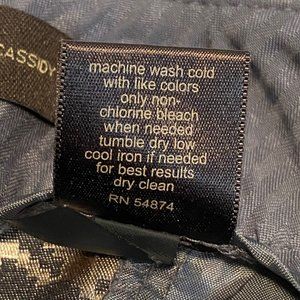 CASSIDY
machine wash cold
with like colors
only non-
chlorine bleach
when needed
tumble dry low
cool iron if needed
for best results
dry clean
RN 54874